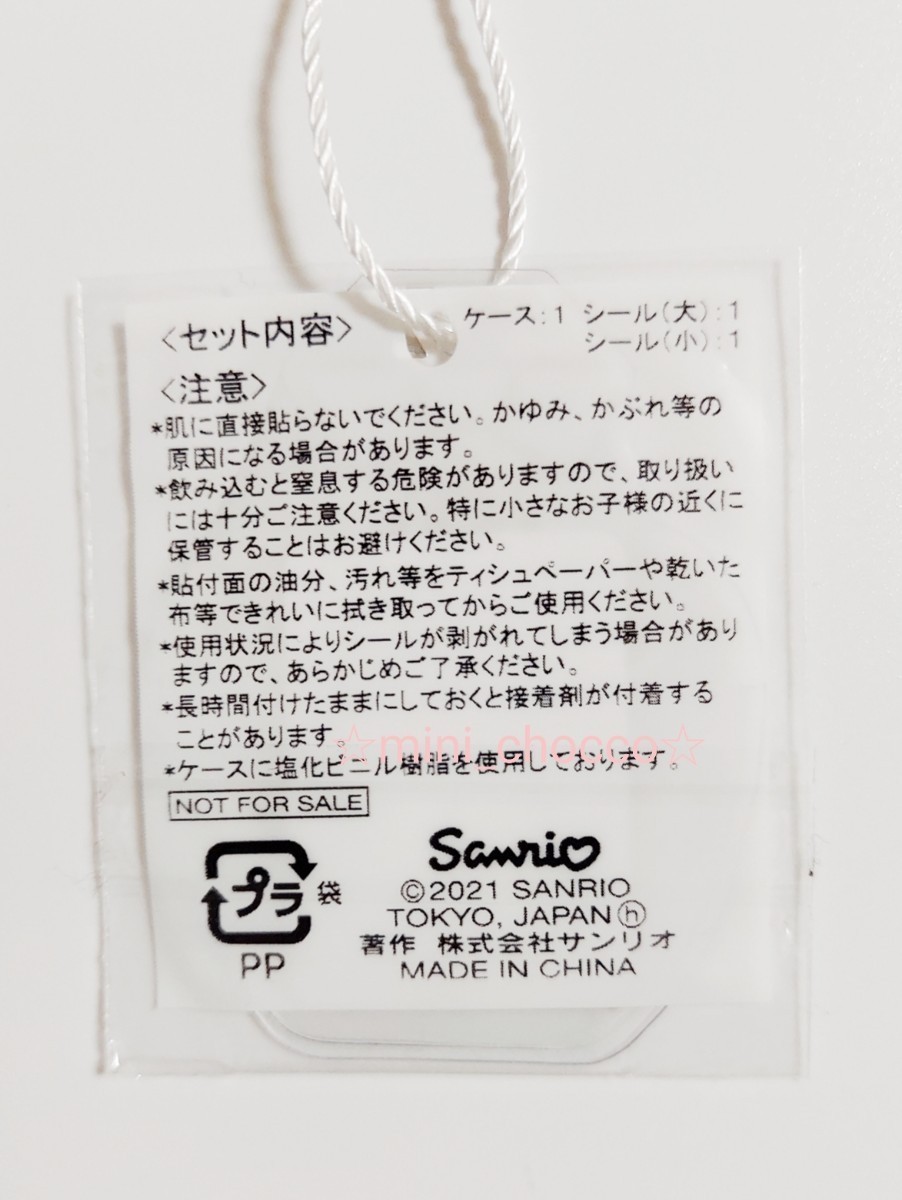 <セット内容> ケース:1 シール(大):1
シール(小):1
<注意>
*肌に直接貼らないでください。かゆみ、かぶれ等の
原因になる場合があります。
*飲み込むと窒息する危険がありますので、取り扱い
には十分ご注意ください。特に小さなお子様の近くに
保管することはお避けください。
*貼付面の油分、汚れ等をティシュペーパーや乾いた
布等できれいに拭き取ってからご使用ください。
*使用状況によりシールが剥がれてしまう場合があり
ますので、あらかじめご了承ください。
*長時間付けたままにしておくと接着剤が付着する
ことがあります。
☆mini_chocco☆
*ケースに塩化ビニル樹脂を使用しております。
NOT FOR SALE
プラ 袋
PP
Sanrio
©2021 SANRIO
TOKYO, JAPAN ⓗ
著作 株式会社サンリオ
MADE IN CHINA